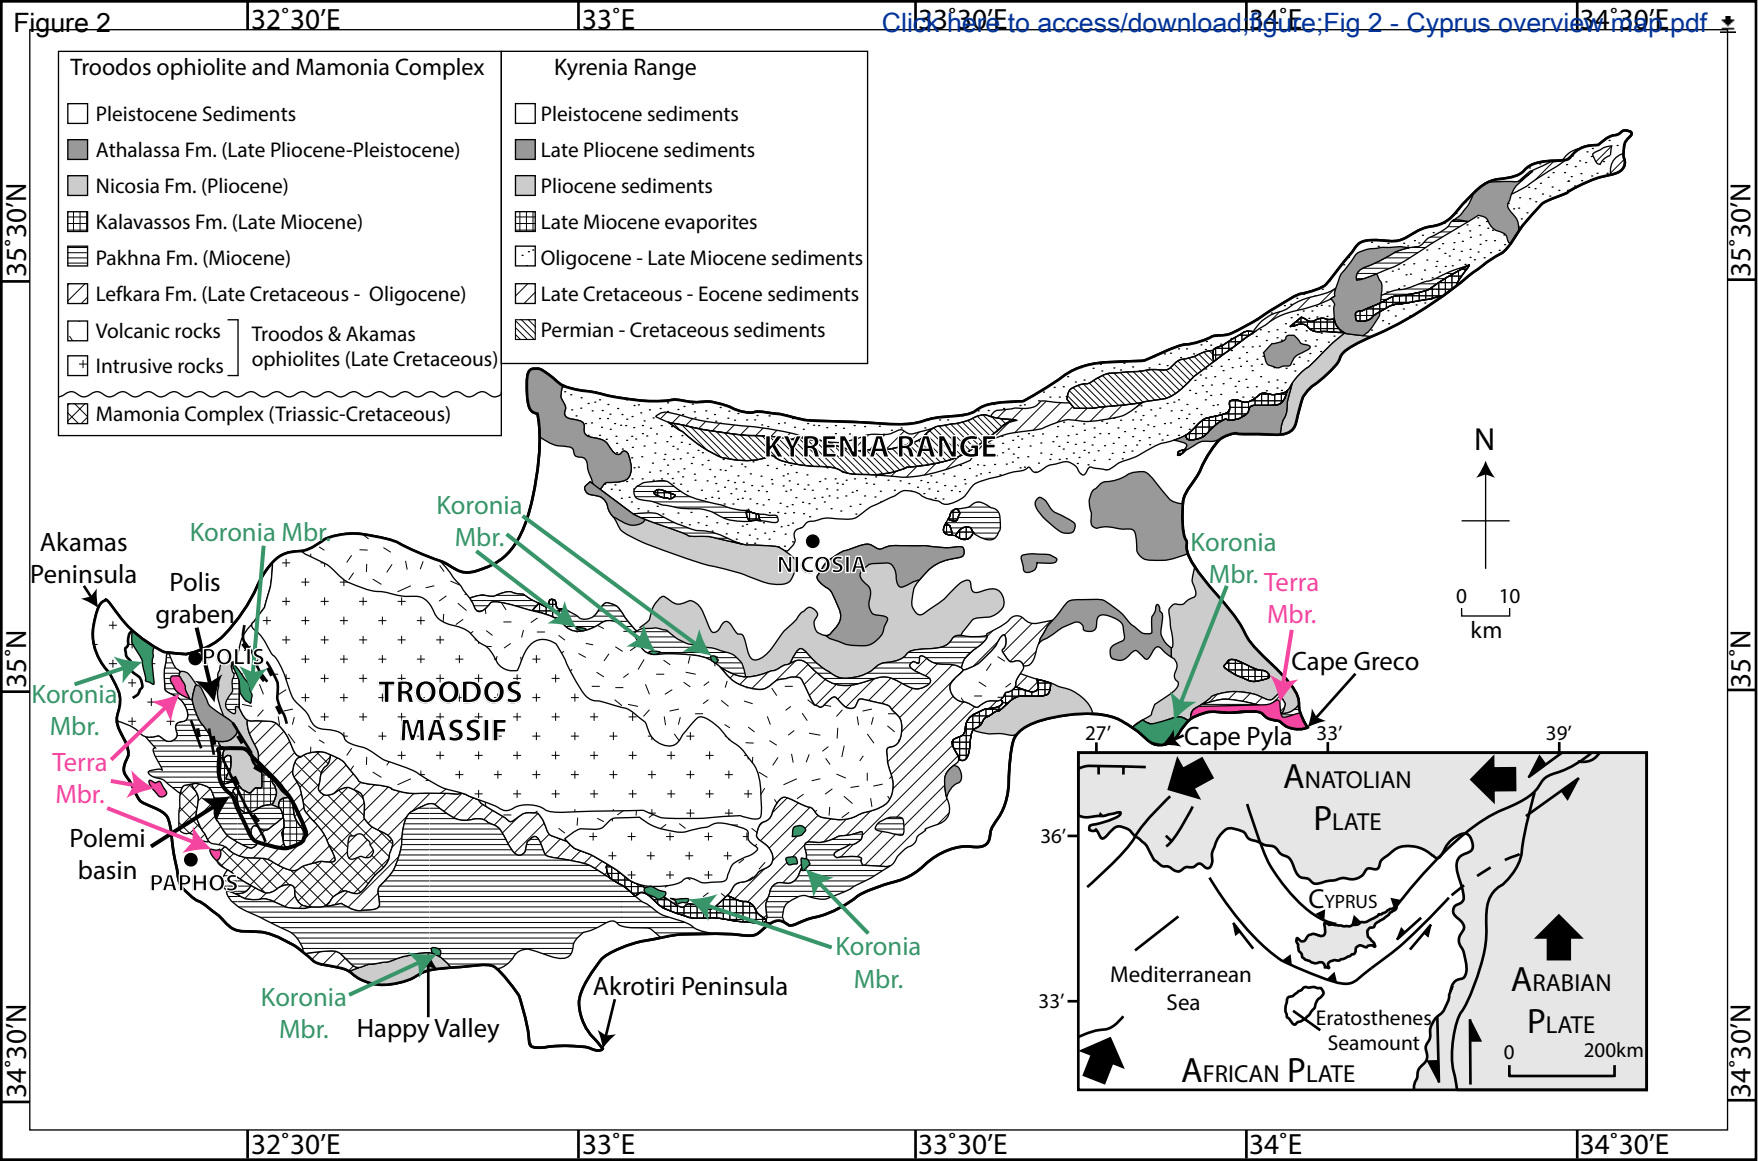 Figure 2
Click here to access/download;figure;Fig 2 - Cyprus overview map.pdf
32˚30’E
33˚E
33˚30’E
34˚E
34˚30’E
Troodos ophiolite and Mamonia Complex
Pleistocene Sediments
Athalassa Fm. (Late Pliocene-Pleistocene)
Nicosia Fm. (Pliocene)
Kalavassos Fm. (Late Miocene)
Pakhna Fm. (Miocene)
Lefkara Fm. (Late Cretaceous - Oligocene)
Volcanic rocks
Intrusive rocks
Troodos & Akamas
ophiolites (Late Cretaceous)
Mamonia Complex (Triassic-Cretaceous)
Kyrenia Range
Pleistocene sediments
Late Pliocene sediments
Pliocene sediments
Late Miocene evaporites
Oligocene - Late Miocene sediments
Late Cretaceous - Eocene sediments
Permian - Cretaceous sediments
35˚30’N
35˚30’N
KYRENIA RANGE
N
0 10
km
Koronia
Mbr.
Koronia Mbr.
Akamas
Peninsula
Polis
graben
NICOSIA
Koronia
Mbr.
Terra
Mbr.
35˚N
35˚N
POLIS
Cape Greco
Koronia
Mbr.
TROODOS
MASSIF
Cape Pyla
Terra
Mbr.
Polemi
basin
PAPHOS
Koronia
Mbr.
Koronia
Mbr.
Akrotiri Peninsula
Happy Valley
27’
33’
39’
ANATOLIAN
PLATE
36’
CYPRUS
Mediterranean
Sea
ARABIAN
PLATE
33’
Eratosthenes
Seamount
0 200km
AFRICAN PLATE
34˚30’N
34˚30’N
32˚30’E
33˚E
33˚30’E
34˚E
34˚30’E